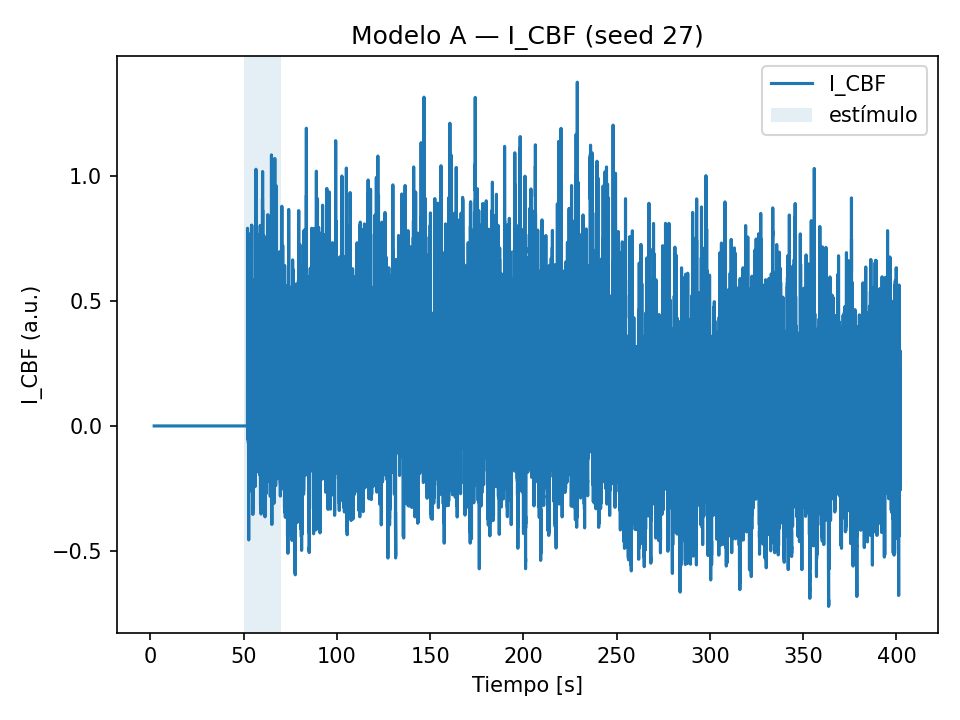 Modelo A — I_CBF (seed 27)
I_CBF
estímulo
1.0
0.5
0.0
−0.5
I_CBF (a.u.)
0 50 100 150 200 250 300 350 400
Tiempo [s]